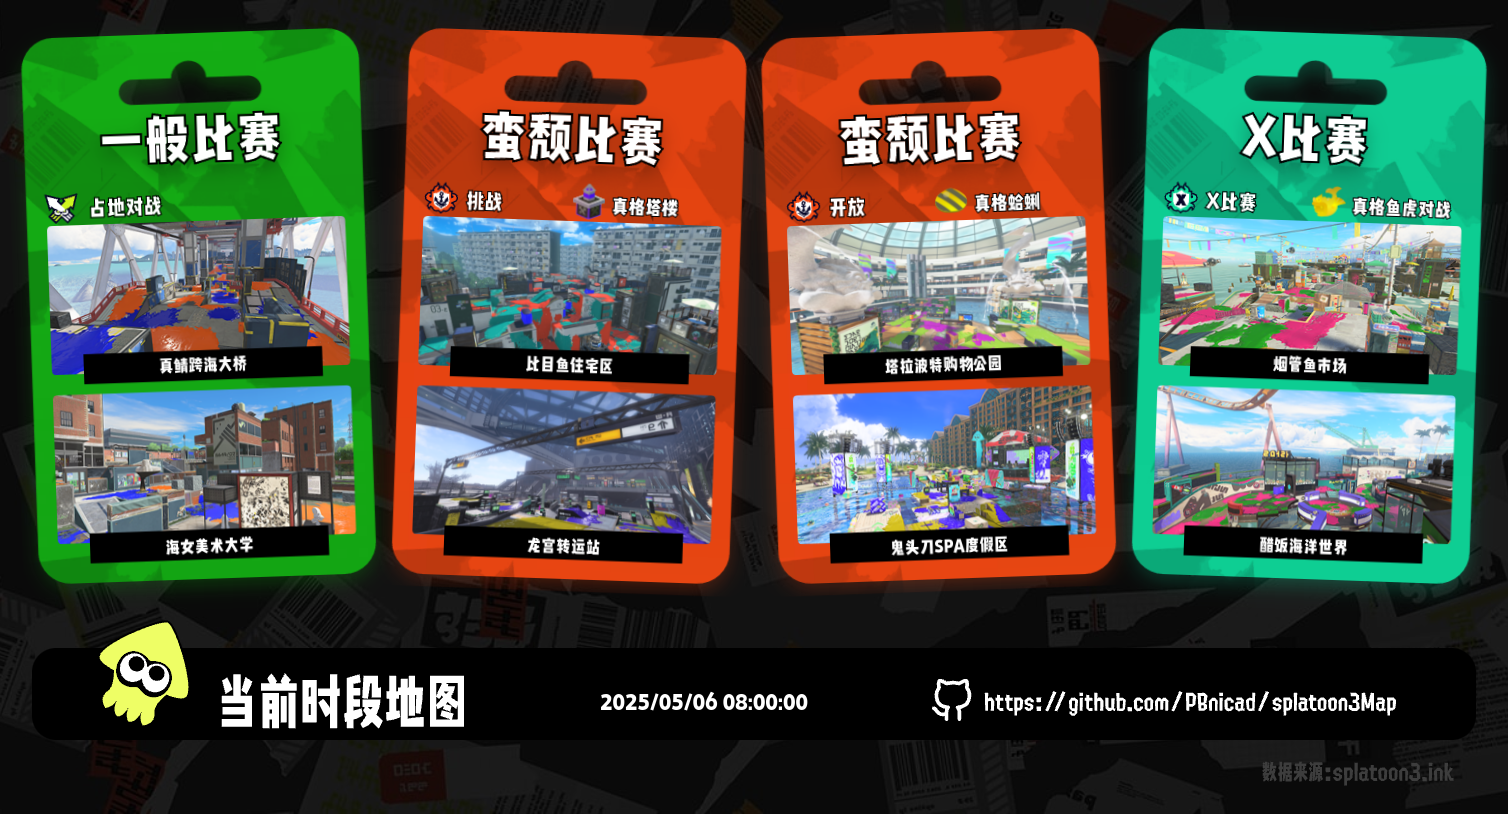 一般比赛
占地对战
真鲷跨海大桥
海女美术大学
蛮颓比赛
挑战
真格塔楼
比目鱼住宅区
龙宫转运站
蛮颓比赛
开放
真格蛤蜊
塔拉波特购物公园
鬼头刀SPA度假区
X比赛
X比赛
真格鱼虎对战
烟管鱼市场
醋饭海洋世界
当前时段地图
2025/05/06 08:00:00
https://github.com/PBnicad/splatoon3Map
数据来源:splatoon3.ink